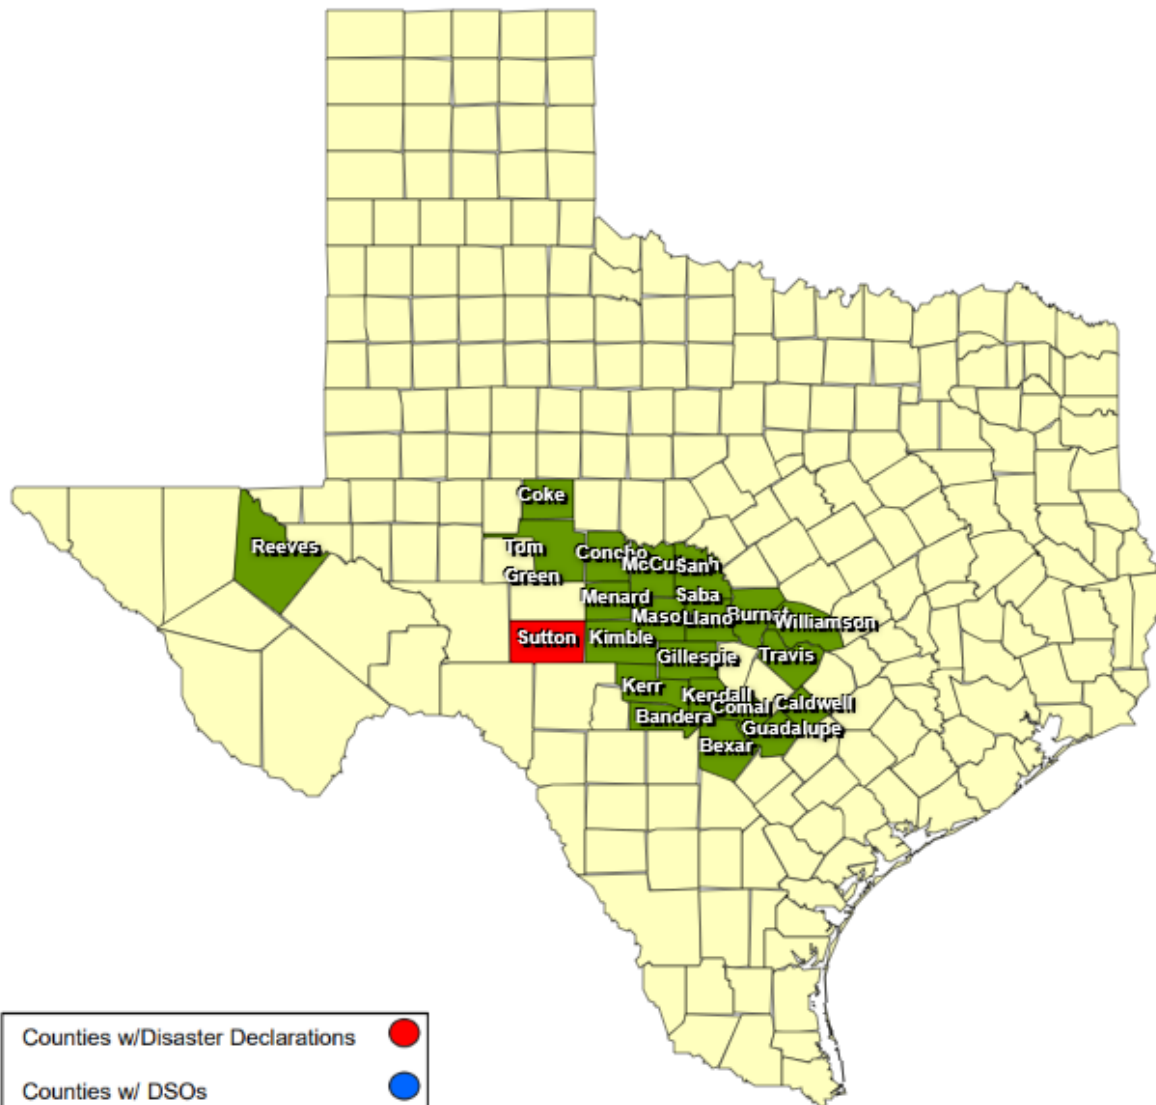 Coke
Reeves
Tom
Green
Concho
McCu
San
h
Menard
Saba
Maso
Llano
Burnet
Williamson
Sutton
Kimble
Gillespie
Travis
Kerr
Kendall
Comal
Caldwell
Bandera
Guadalupe
Bexar
Counties w/Disaster Declarations
Counties w/ DSOs